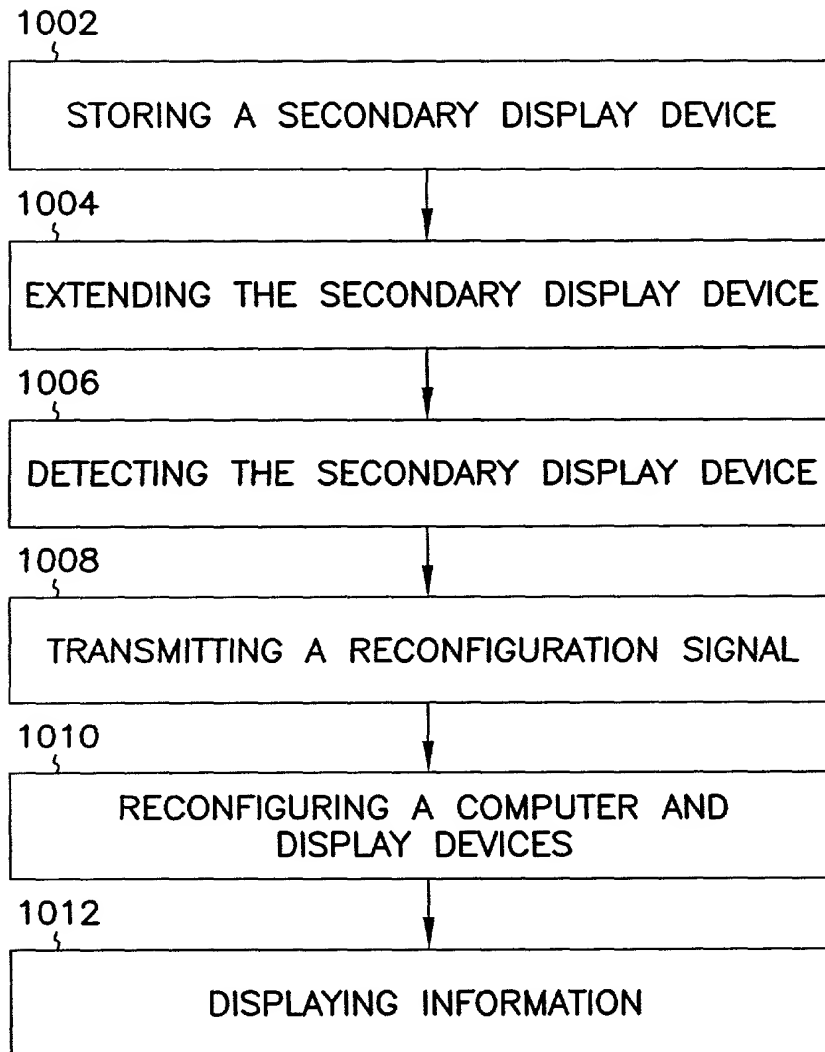 1002
STORING A SECONDARY DISPLAY DEVICE
1004
EXTENDING THE SECONDARY DISPLAY DEVICE
1006
DETECTING THE SECONDARY DISPLAY DEVICE
1008
TRANSMITTING A RECONFIGURATION SIGNAL
1010
RECONFIGURING A COMPUTER AND
DISPLAY DEVICES
1012
DISPLAYING INFORMATION